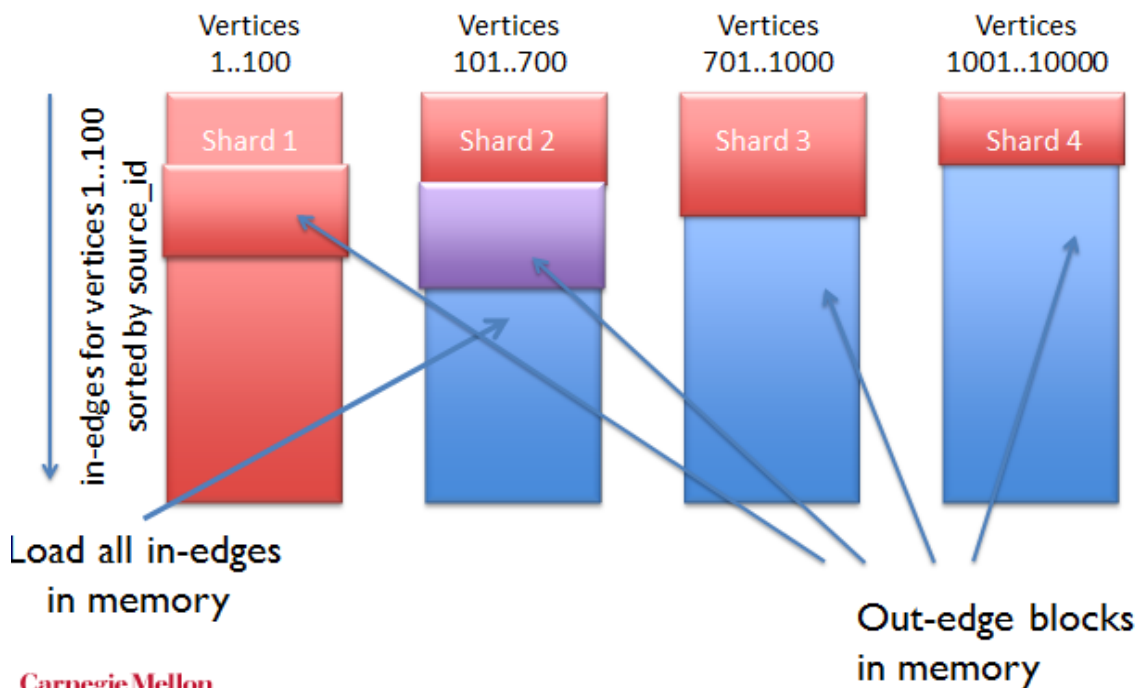 Vertices
1..100
Vertices
101..700
Vertices
701..1000
Vertices
1001..10000
in-edges for vertices 1..100
sorted by source_id
Shard 1
Shard 2
Shard 3
Shard 4
Load all in-edges
in memory
Out-edge blocks
in memory
Carnegie Mellon